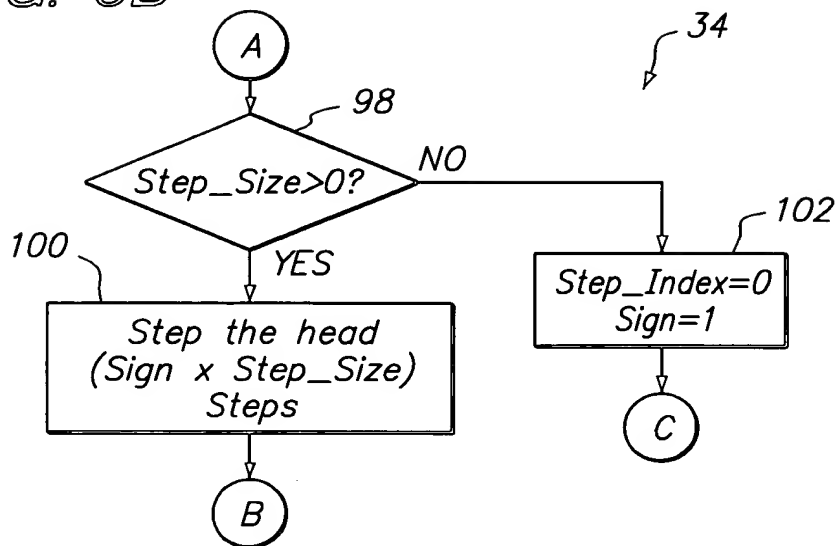 A
34
98
Step_Size>0?
NO
102
100
YES
Step_Index=0
Sign=1
Step the head
(Sign x Step_Size)
Steps
C
B